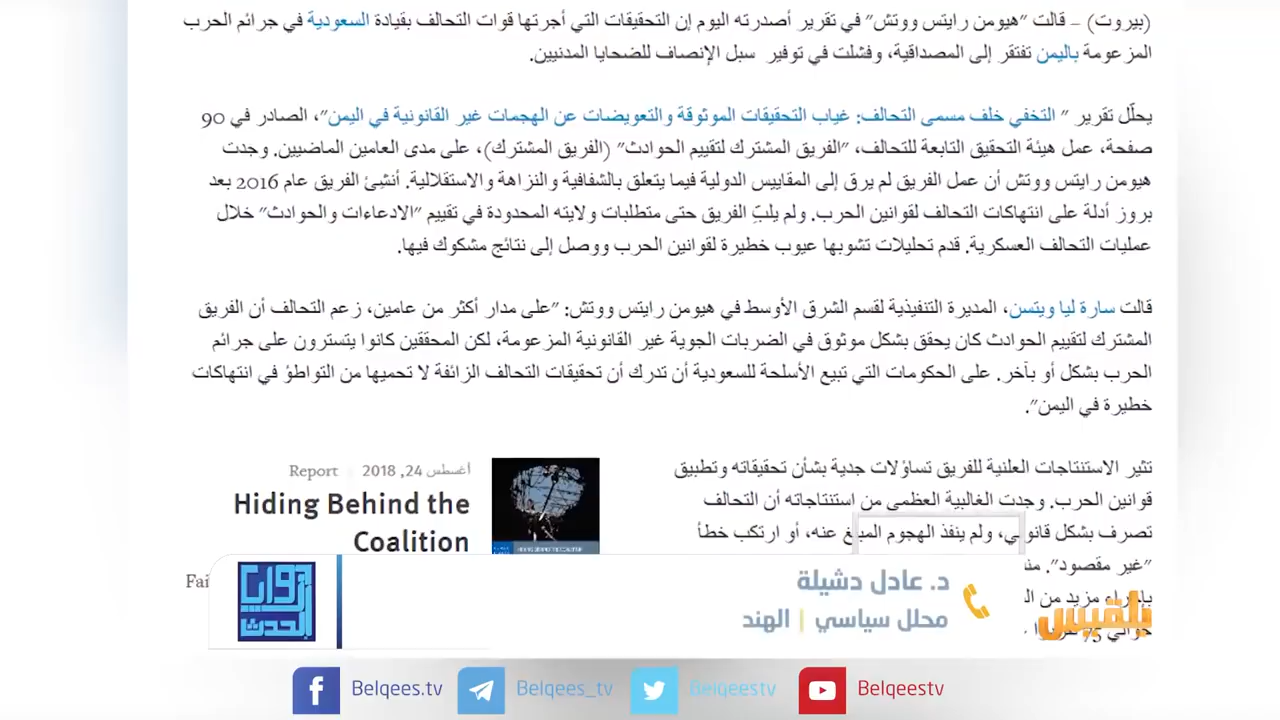 (بيروت) – قالت "هيومن رايتس ووتش" في تقرير أصدرته اليوم إن التحقيقات التي أجرتها قوات التحالف بقيادة السعودية في جرائم الحرب
المزعومة باليمن تفتقر إلى المصداقية، وفشلت في توفير سبل الإنصاف للضحايا المدنيين.
يحلّل تقرير " التخفي خلف مسمى التحالف: غياب التحقيقات الموثوقة والتعويضات عن الهجمات غير القانونية في اليمن"، الصادر في 90
صفحة، عمل هيئة التحقيق التابعة للتحالف، "الفريق المشترك لتقييم الحوادث" (الفريق المشترك)، على مدى العامين الماضيين. وجدت
هيومن رايتس ووتش أن عمل الفريق لم يرق إلى المقاييس الدولية فيما يتعلق بالشفافية والنزاهة والاستقلالية. أنشِئ الفريق عام 2016 بعد
بروز أدلة على انتهاكات التحالف لقوانين الحرب. ولم يلبِّ الفريق حتى متطلبات ولايته المحدودة في تقييم "الادعاءات والحوادث" خلال
عمليات التحالف العسكرية. قدم تحليلات تشوبها عيوب خطيرة لقوانين الحرب ووصل إلى نتائج مشكوك فيها.
قالت سارة ليا ويتسن، المديرة التنفيذية لقسم الشرق الأوسط في هيومن رايتس ووتش: "على مدار أكثر من عامين، زعم التحالف أن الفريق
المشترك لتقييم الحوادث كان يحقق بشكل موثوق في الضربات الجوية غير القانونية المزعومة، لكن المحققين كانوا يتسترون على جرائم
الحرب بشكل أو بآخر. على الحكومات التي تبيع الأسلحة للسعودية أن تدرك أن تحقيقات التحالف الزائفة لا تحميها من التواطؤ في انتهاكات
خطيرة في اليمن".
تثير الاستنتاجات العلنية للفريق تساؤلات جدية بشأن تحقيقاته وتطبيق
قوانين الحرب. وجدت الغالبية العظمى من استنتاجاته أن التحالف
تصرف بشكل قانوني، ولم ينفذ الهجوم المبلغ عنه، أو ارتكب خطأ
"غير مقصود".
مزيد من
حوالي 75
أغسطس 24, 2018 Report
Hiding Behind the
Coalition
د. عادل دشيلة
محلل سياسي | الهند
أبواب الحدث
بلقيس
Belqees.tv
Belqees_tv
Belqeestv
Belqeestv